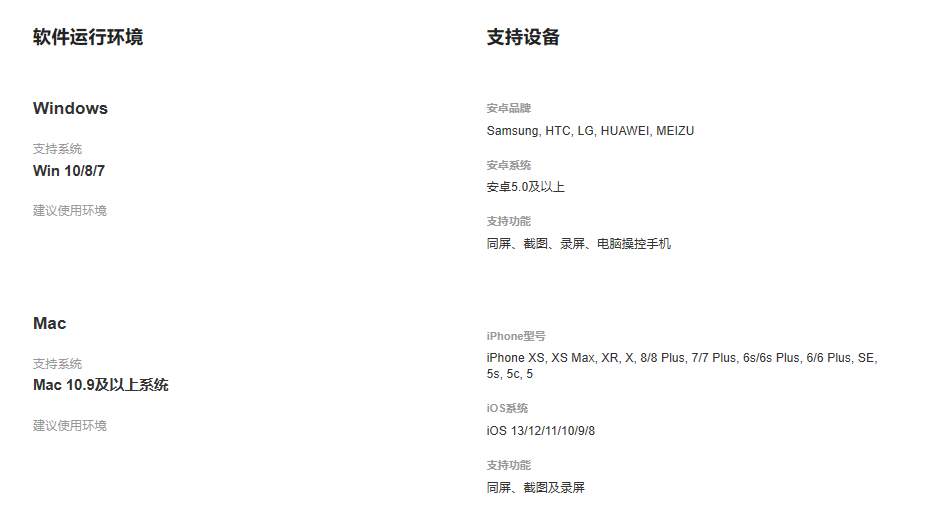 软件运行环境
Windows
支持系统
Win 10/8/7
建议使用环境
Mac
支持系统
Mac 10.9及以上系统
建议使用环境
支持设备
安卓品牌
Samsung, HTC, LG, HUAWEI, MEIZU
安卓系统
安卓5.0及以上
支持功能
同屏、截图、录屏、电脑操控手机
iPhone型号
iPhone XS, XS Max, XR, X, 8/8 Plus, 7/7 Plus, 6s/6s Plus, 6/6 Plus, SE,
5s, 5c, 5
iOS系统
iOS 13/12/11/10/9/8
支持功能
同屏、截图及录屏